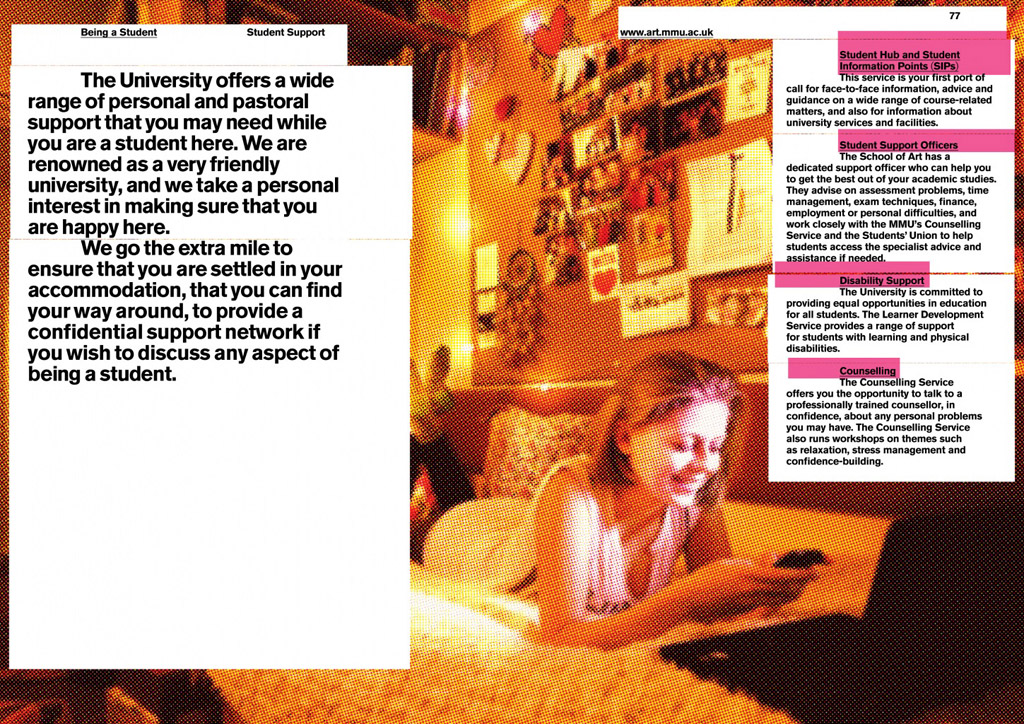 Being a Student
Student Support
The University offers a wide
range of personal and pastoral
support that you may need while
you are a student here. We are
renowned as a very friendly
university, and we take a personal
interest in making sure that you
are happy here.
We go the extra mile to
ensure that you are settled in your
accommodation, that you can find
your way around, to provide a
confidential support network if
you wish to discuss any aspect of
being a student.
77
www.art.mmu.ac.uk
Student Hub and Student
Information Points (SIPs)
This service is your first port of
call for face-to-face information, advice and
guidance on a wide range of course-related
matters, and also for information about
university services and facilities.
Student Support Officers
The School of Art has a
dedicated support officer who can help you
to get the best out of your academic studies.
They advise on assessment problems, time
management, exam techniques, finance,
employment or personal difficulties, and
work closely with the MMU's Counselling
Service and the Students' Union to help
students access the specialist advice and
assistance if needed.
Disability Support
The University is committed to
providing equal opportunities in education
for all students. The Learner Development
Service provides a range of support
for students with learning and physical
disabilities.
Counselling
The Counselling Service
offers you the opportunity to talk to a
professionally trained counsellor, in
confidence, about any personal problems
you may have. The Counselling Service
also runs workshops on themes such
as relaxation, stress management and
confidence-building.